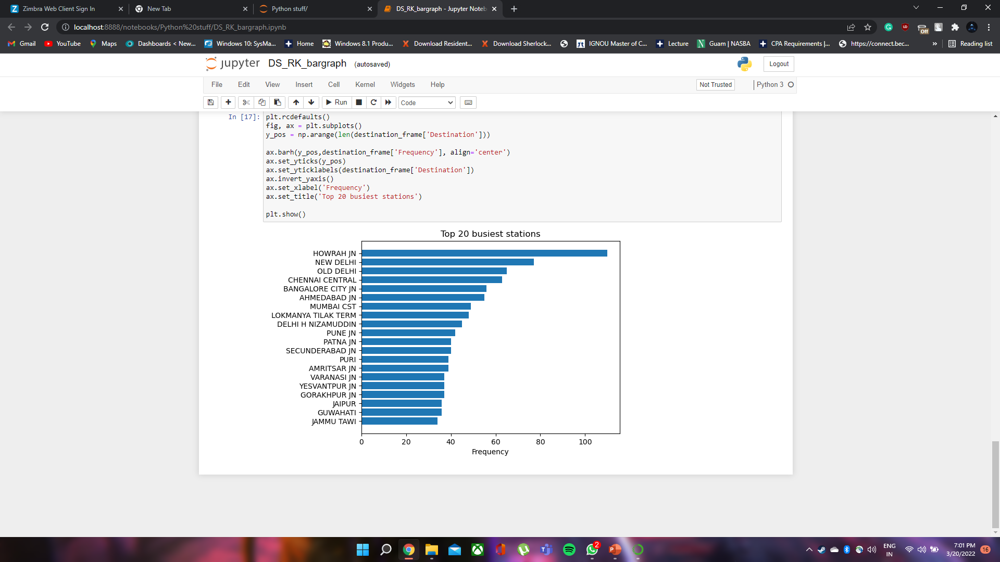 Zimbra Web Client Sign In
New Tab
Python stuff/
DS_RK_bargraph - Jupyter Noteb
localhost:8888/notebooks/Python%20stuff/DS_RK_bargraph.ipynb
Off
Gmail YouTube Maps Dashboards < New... Windows 10: SysMa... Home Windows 8.1 Produ... Download Resident... Download Sherlock... IGNOU Master of C... Lecture Guam | NASBA CPA Requirements |... https://connect.bec... » Reading list
jupyter DS_RK_bargraph (autosaved) Logout
File Edit View Insert Cell Kernel Widgets Help Not Trusted Python 3
Run Code
In [17]: plt.rcdefaults()
fig, ax = plt.subplots()
y_pos = np.arange(len(destination_frame['Destination']))
ax.barh(y_pos,destination_frame['Frequency'], align='center')
ax.set_yticks(y_pos)
ax.set_yticklabels(destination_frame['Destination'])
ax.invert_yaxis()
ax.set_xlabel('Frequency')
ax.set_title('Top 20 busiest stations')
plt.show()
Top 20 busiest stations
HOWRAH JN
NEW DELHI
OLD DELHI
CHENNAI CENTRAL
BANGALORE CITY JN
AHMEDABAD JN
MUMBAI CST
LOKMANYA TILAK TERM
DELHI H NIZAMUDDIN
PUNE JN
PATNA JN
SECUNDERABAD JN
PURI
AMRITSAR JN
VARANASI JN
YESVANTPUR JN
GORAKHPUR JN
JAIPUR
GUWAHATI
JAMMU TAWI
0 20 40 60 80 100
Frequency
2
ENG
IN
7:01 PM
3/20/2022
16